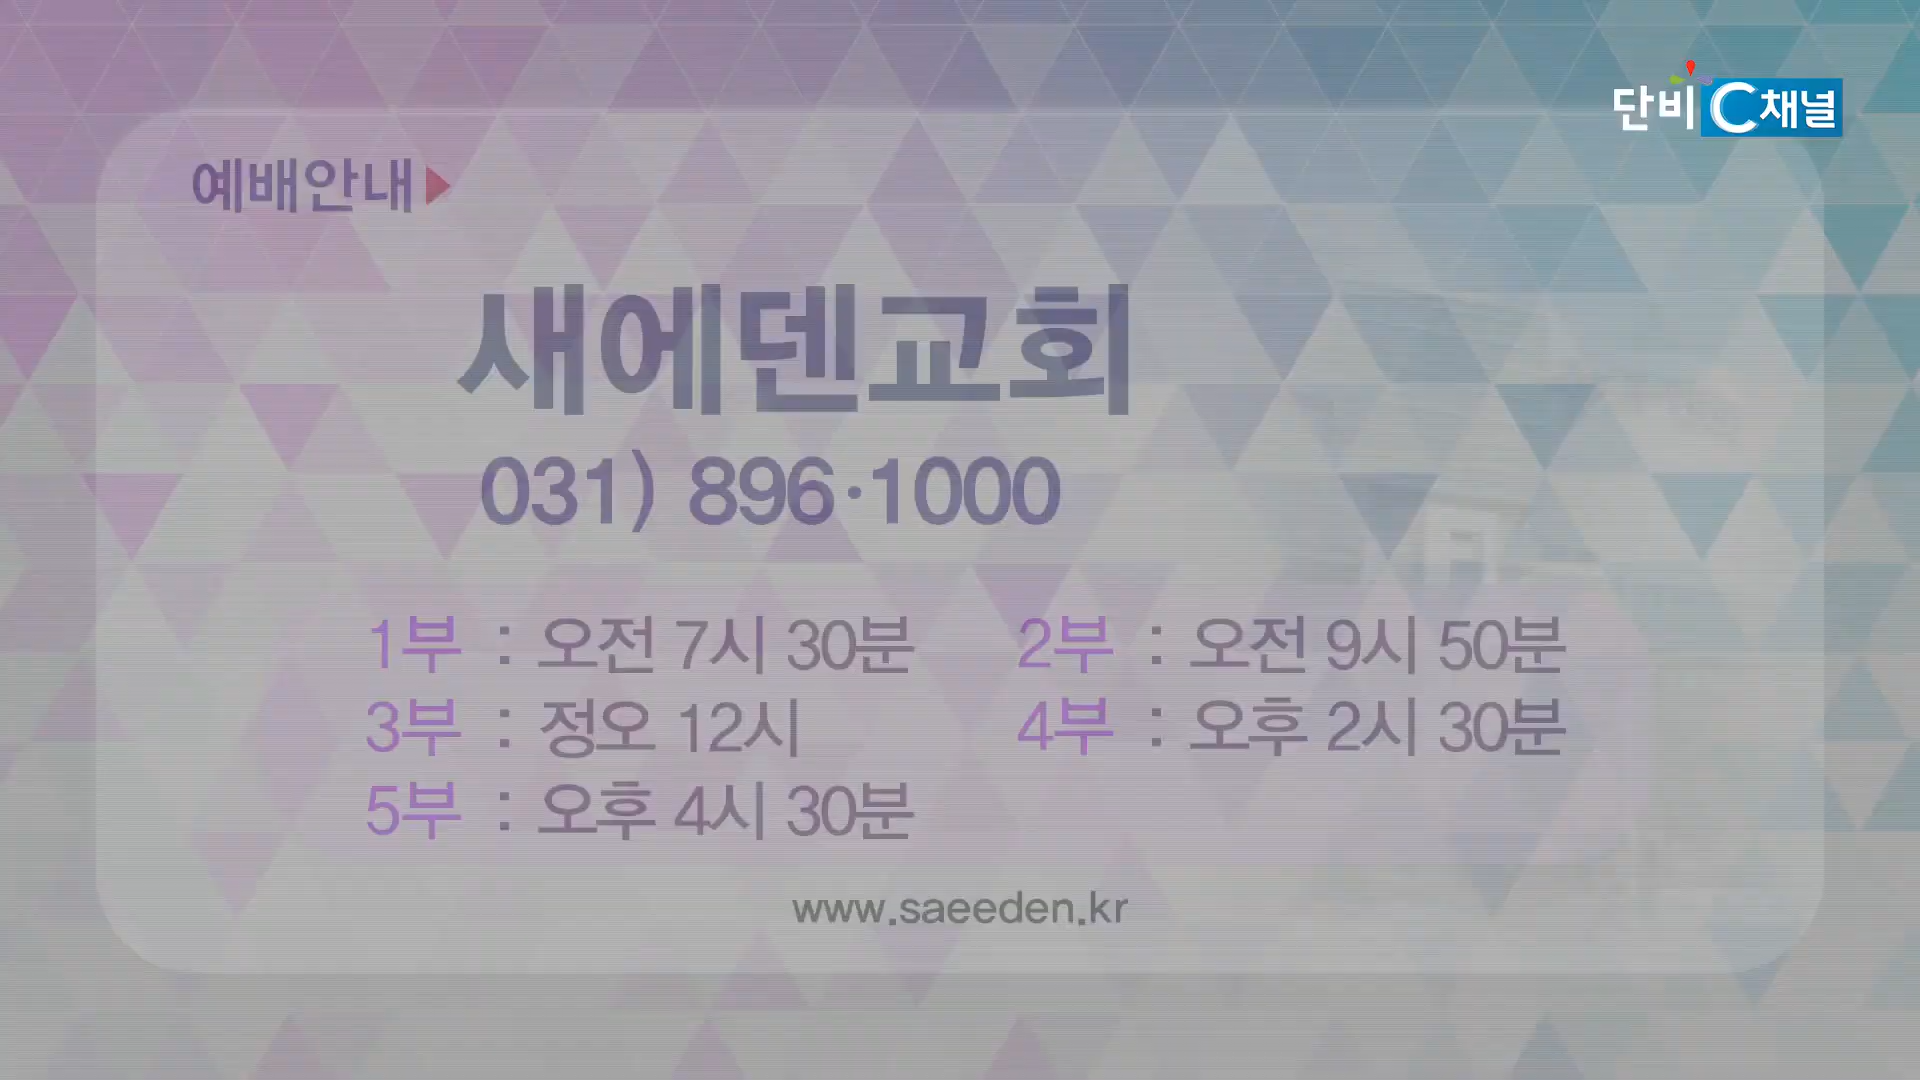 단비 C채널
예배안내
새에덴교회
031) 896·1000
1부 : 오전 7시 30분 2부 : 오전 9시 50분
3부 : 정오 12시 4부 : 오후 2시 30분
5부 : 오후 4시 30분
www.saeeden.kr